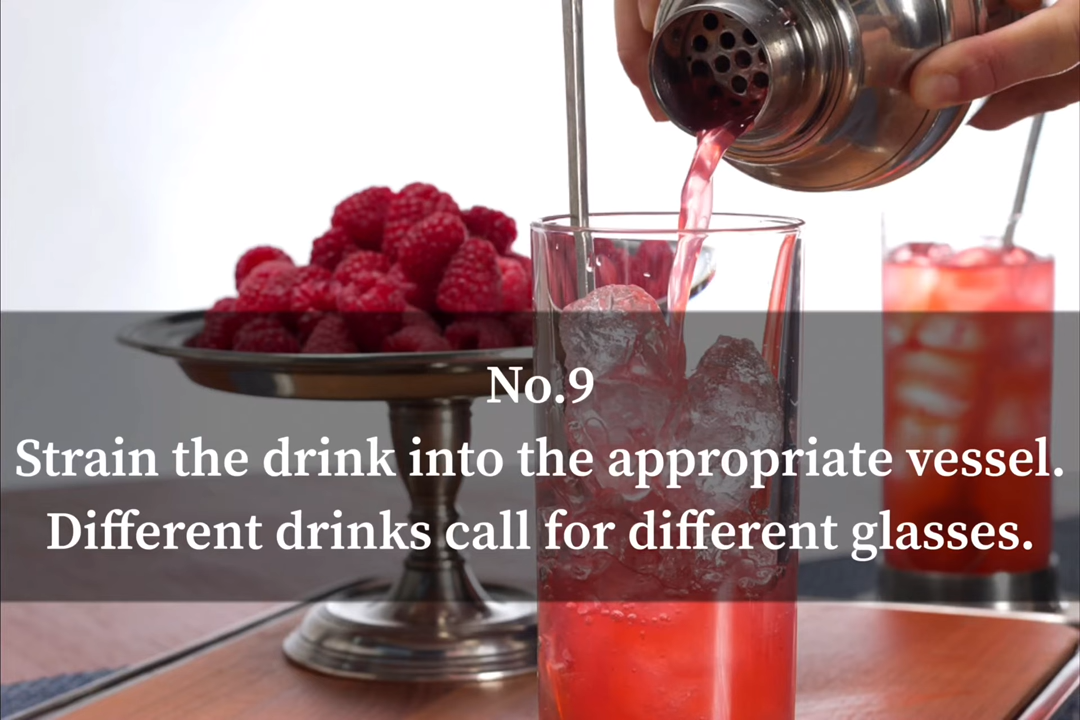 No.9
Strain the drink into the appropriate vessel.
Different drinks call for different glasses.